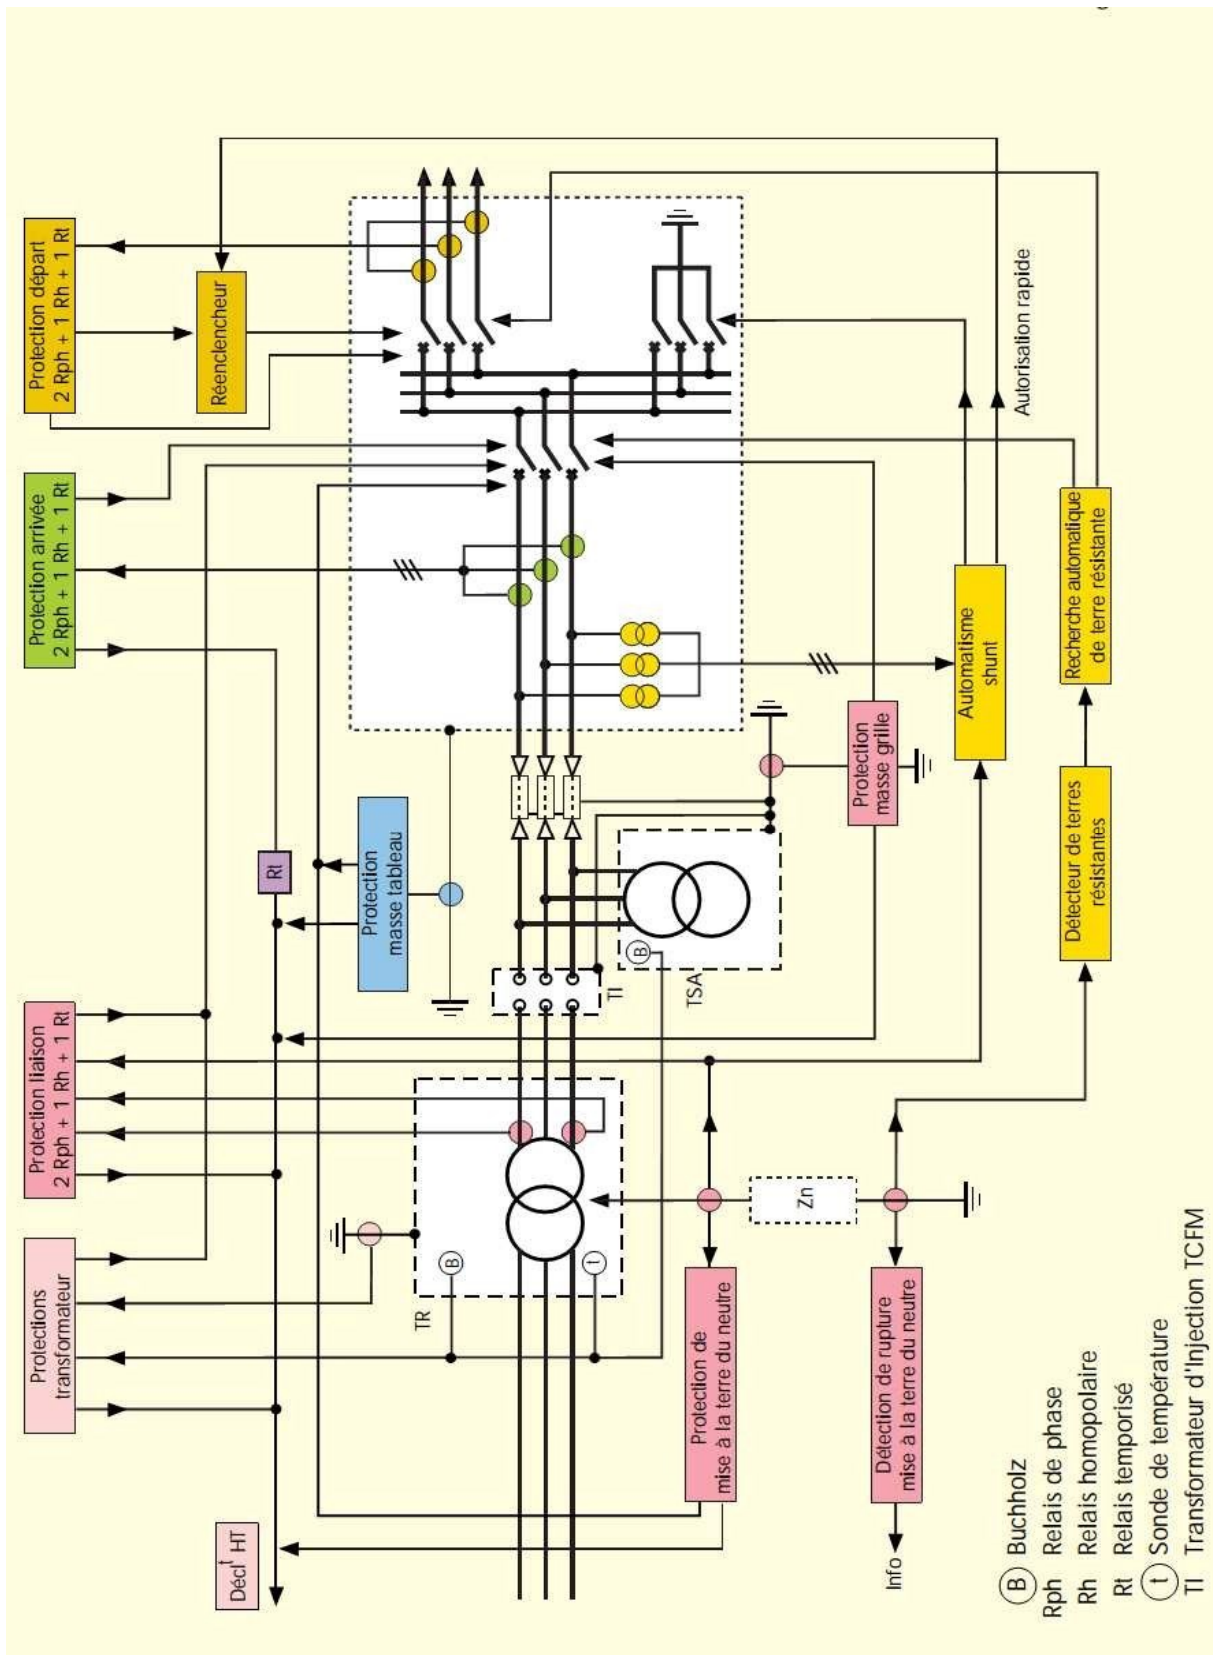 Décl^t HT
Protections
transformateur
Protection liaison
2 Rph + 1 Rh + 1 Rt
Protection arrivée
2 Rph + 1 Rh + 1 Rt
Protection départ
2 Rph + 1 Rh + 1 Rt
Réenclencheur
Rt
Protection
masse tableau
TR
B
t
TI
B
TSA
Protection de
mise à la terre du neutre
Zn
Protection
masse grille
Détection de rupture
mise à la terre du neutre
Info
Automatisme
shunt
Autorisation rapide
Détecteur de terres
résistantes
Recherche automatique
de terre résistante
B Buchholz
Rph Relais de phase
Rh Relais homopolaire
Rt Relais temporisé
t Sonde de température
TI Transformateur d'Injection TCFM